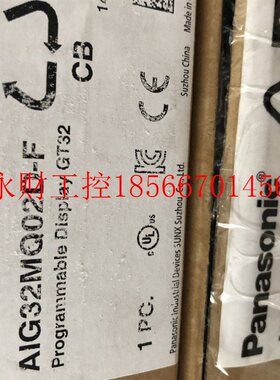 AIG32MQ02D-F
Programmable Display GT32
CB
1 PC.
Panasonic Industrial Devices SUNX Suzhou Co., Ltd.
Suzhou China
Made in
Panasonic
永财工控18566701456